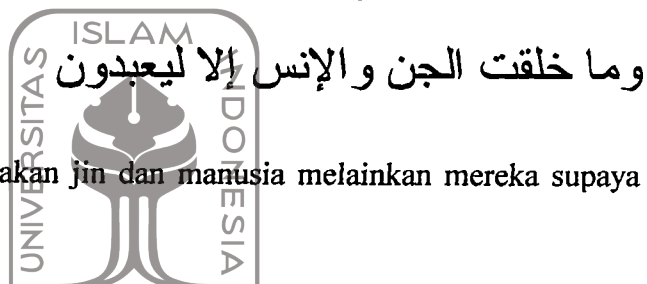 وما خلقت الجن والإنس إلا ليعبدون
akan jin dan manusia melainkan mereka supaya
UNIVERSITAS
ISLAM
INDONESIA